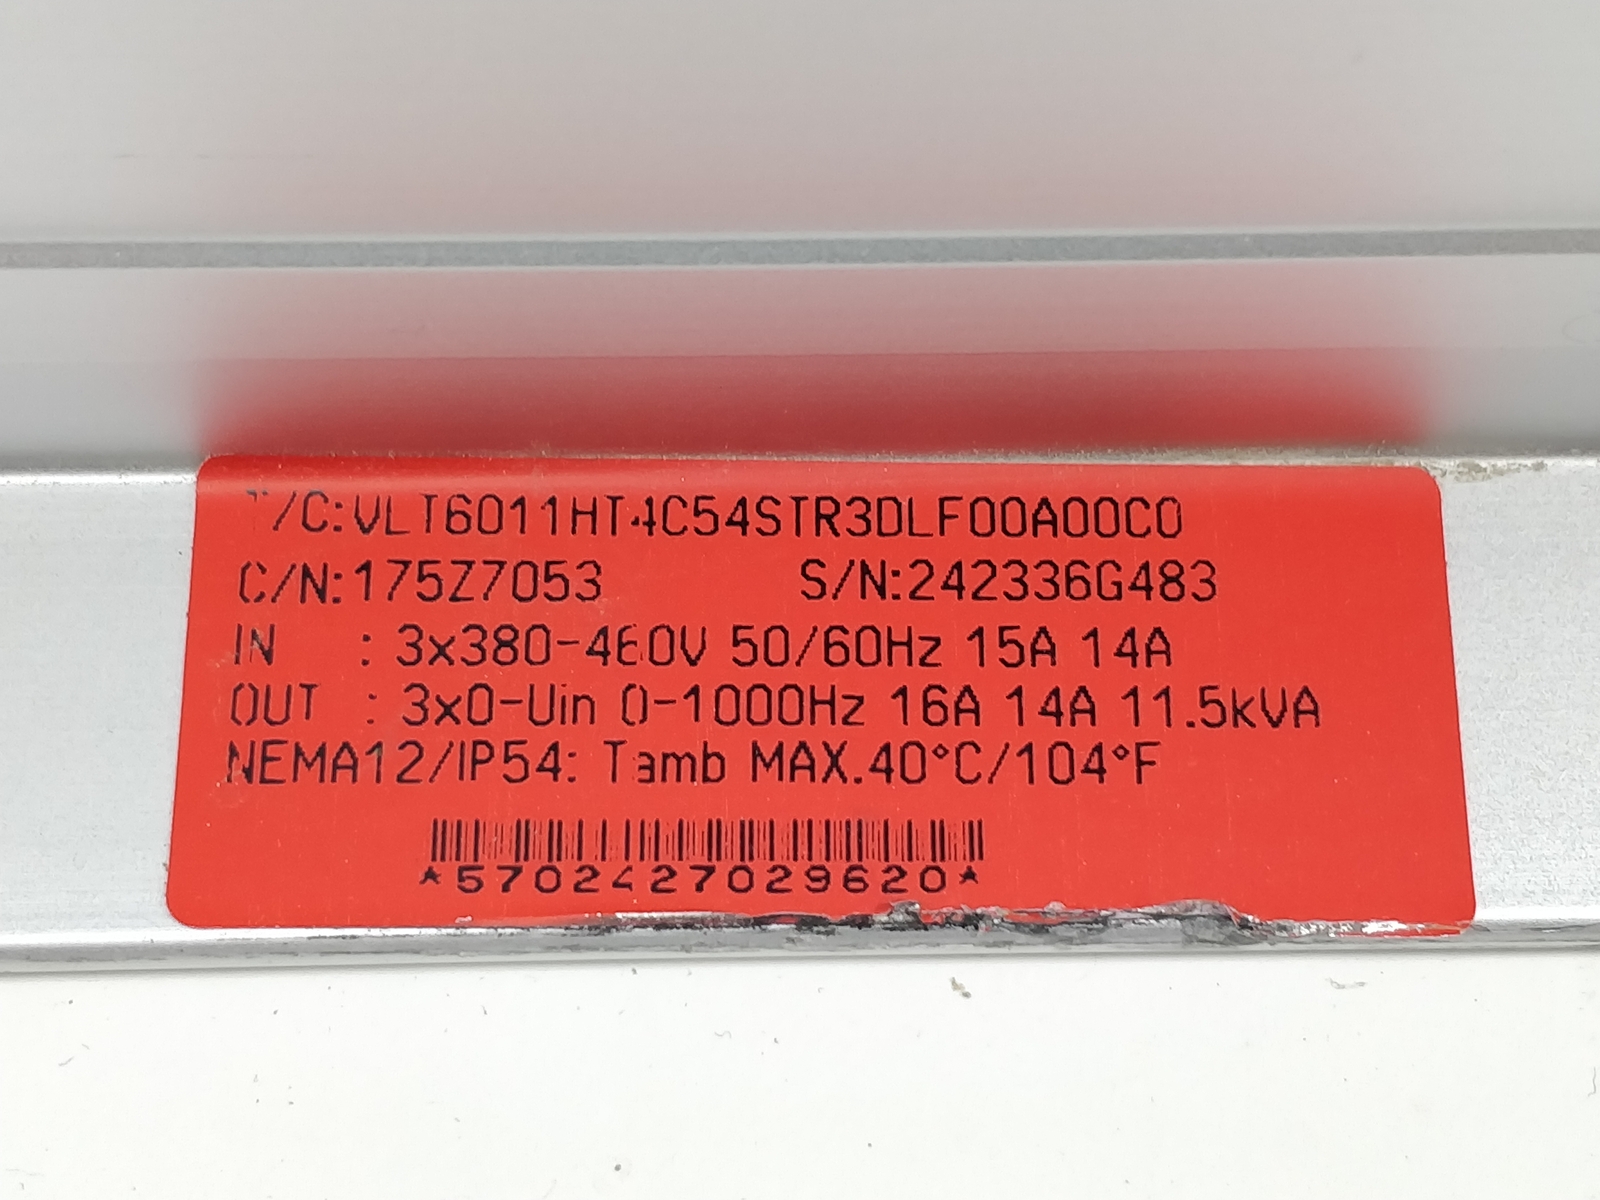 T/C:VLT6011HT4C54STR3DLF00A00C0
C/N:175Z7053 S/N:242336G483
IN : 3x380-460V 50/60Hz 15A 14A
OUT : 3x0-Uin 0-1000Hz 16A 14A 11.5kVA
NEMA12/IP54: Tamb MAX.40°C/104°F
*5702427029620*